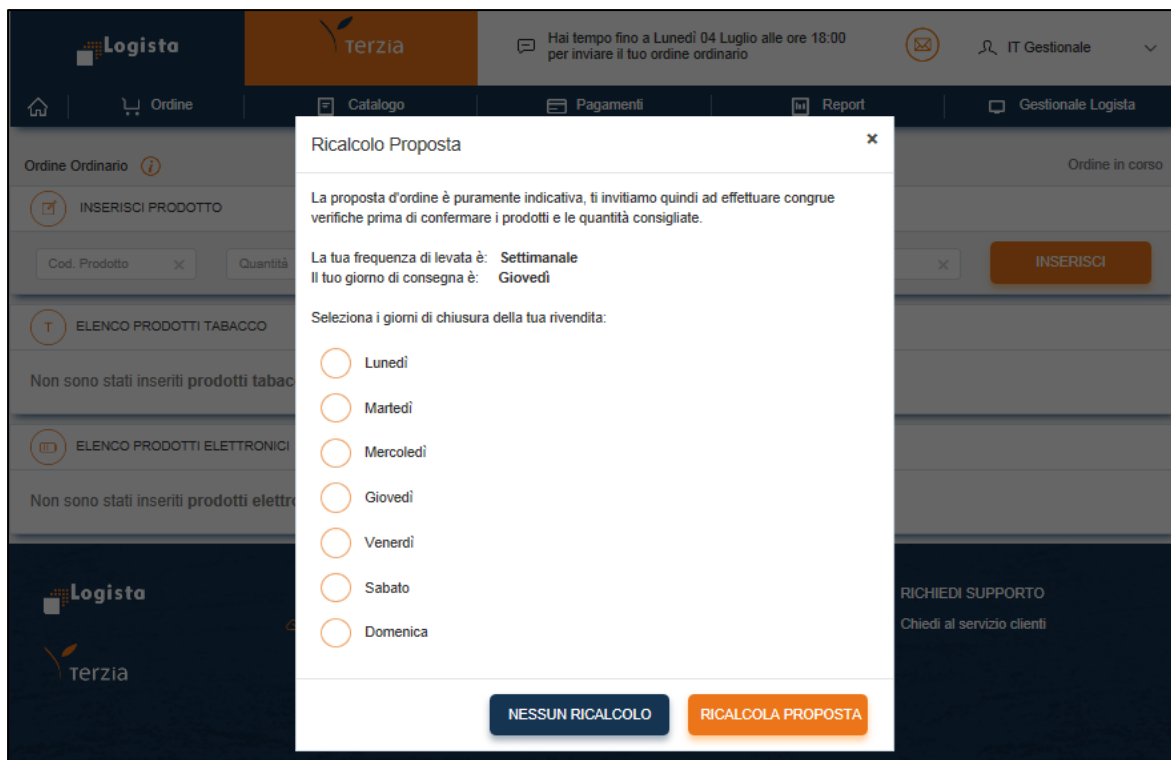 Logista
Terzia
Hai tempo fino a Lunedì 04 Luglio alle ore 18:00
per inviare il tuo ordine ordinario
IT Gestionale
Ordine
Catalogo
Pagamenti
Report
Gestionale Logista
Ordine Ordinario
Ordine in corso
INSERISCI PRODOTTO
Cod. Prodotto
Quantità
INSERISCI
T ELENCO PRODOTTI TABACCO
Non sono stati inseriti prodotti tabac
ELENCO PRODOTTI ELETTRONICI
Non sono stati inseriti prodotti elettr
Ricalcolo Proposta
La proposta d'ordine è puramente indicativa, ti invitiamo quindi ad effettuare congrue
verifiche prima di confermare i prodotti e le quantità consigliate.
La tua frequenza di levata è: Settimanale
Il tuo giorno di consegna è: Giovedì
Seleziona i giorni di chiusura della tua rivendita:
Lunedì
Martedì
Mercoledì
Giovedì
Venerdì
Sabato
Domenica
NESSUN RICALCOLO
RICALCOLA PROPOSTA
Logista
Terzia
RICHIEDI SUPPORTO
Chiedi al servizio clienti